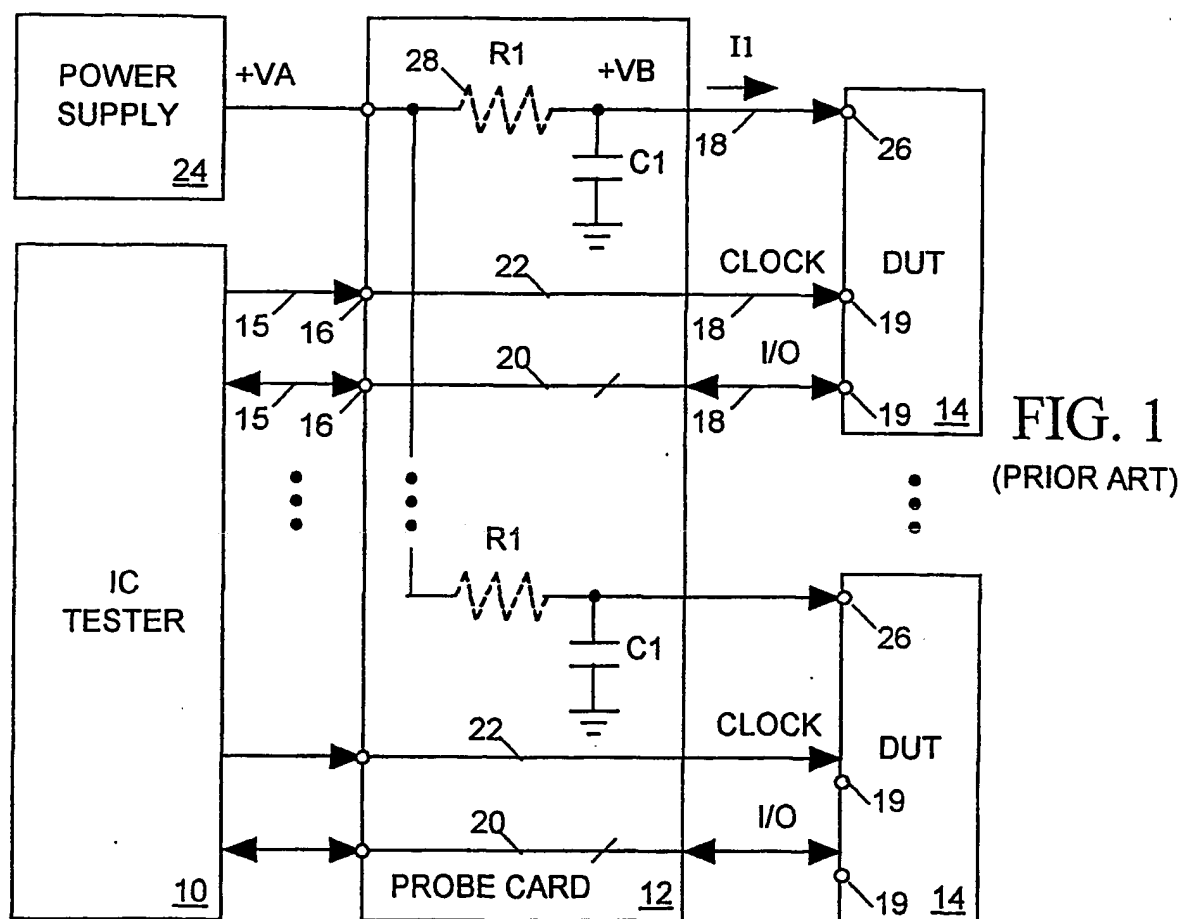 POWER SUPPLY
24
+VA
28
R1
+VB
I1
18
26
C1
CLOCK
DUT
22
15
16
18
19
I/O
20
15
16
18
19
14
FIG. 1
(PRIOR ART)
R1
IC TESTER
26
C1
CLOCK
22
DUT
19
I/O
20
10
PROBE CARD
12
19
14